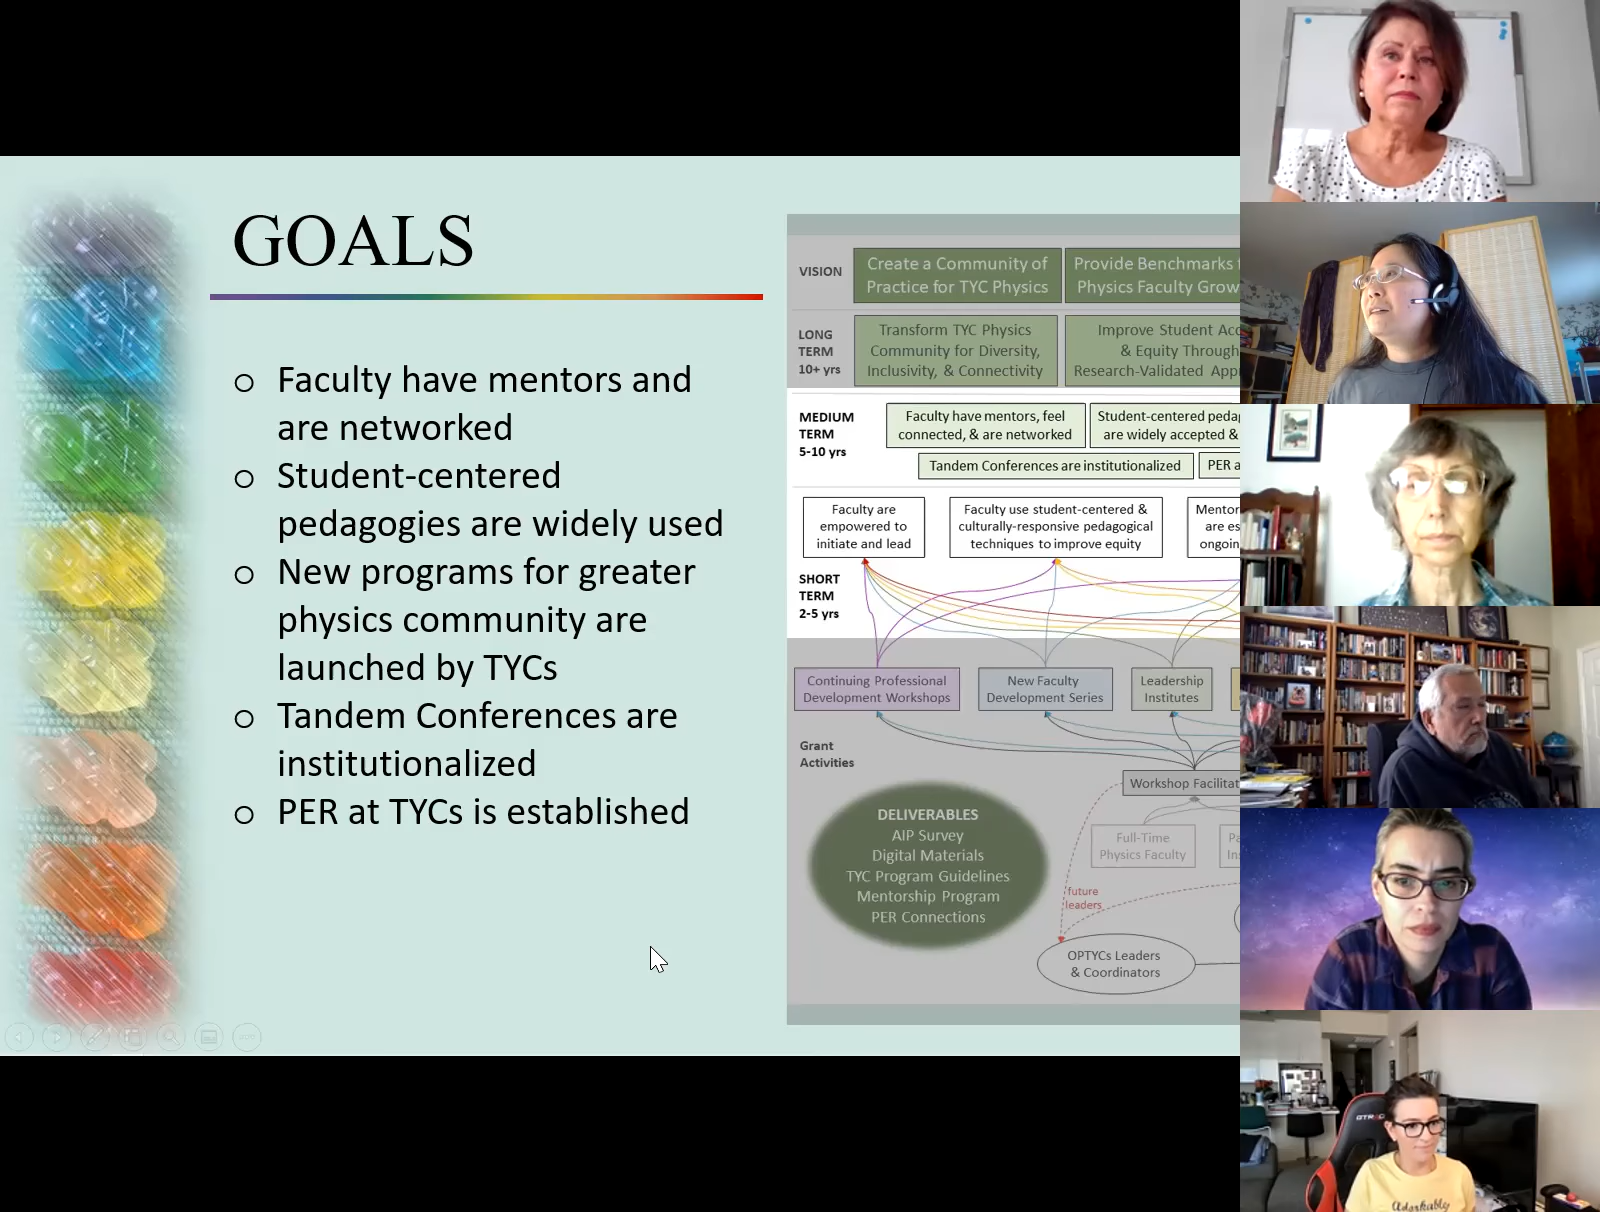 GOALS
o Faculty have mentors and
are networked
o Student-centered
pedagogies are widely used
o New programs for greater
physics community are
launched by TYCs
o Tandem Conferences are
institutionalized
o PER at TYCs is established
VISION
Create a Community of
Practice for TYC Physics
Provide Benchmarks
Physics Faculty Grow
LONG
TERM
10+ yrs
Transform TYC Physics
Community for Diversity,
Inclusivity, & Connectivity
Improve Student Acc
& Equity Through
Research-Validated App
MEDIUM
TERM
5-10 yrs
Faculty have mentors, feel
connected, & are networked
Student-centered peda
are widely accepted &
Tandem Conferences are institutionalized
PER a
Faculty are
empowered to
initiate and lead
Faculty use student-centered &
culturally-responsive pedagogical
techniques to improve equity
Mentor
are es
ongoin
SHORT
TERM
2-5 yrs
Continuing Professional
Development Workshops
New Faculty
Development Series
Leadership
Institutes
Grant
Activities
Workshop Facilitat
Full-Time
Physics Faculty
Pa
Ins
DELIVERABLES
AIP Survey
Digital Materials
TYC Program Guidelines
Mentorship Program
PER Connections
future
leaders
OPTYCs Leaders
& Coordinators
GTRAC
Adorkably